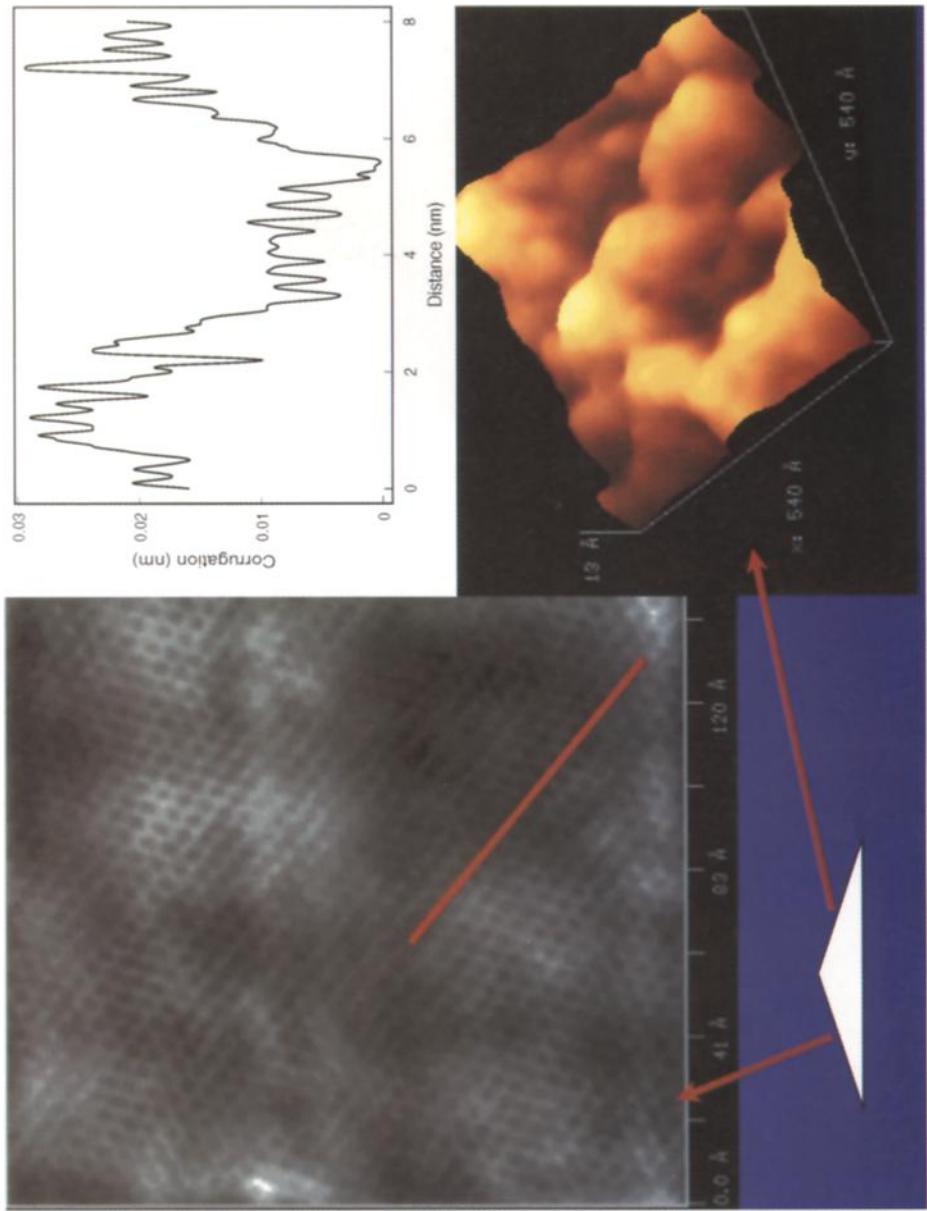 0.03
0.02
0.01
0
Corrugation (nm)
0
2
4
6
8
Distance (nm)
0.0 Å
41 Å
83 Å
120 Å
13 Å
x: 540 Å
y: 540 Å